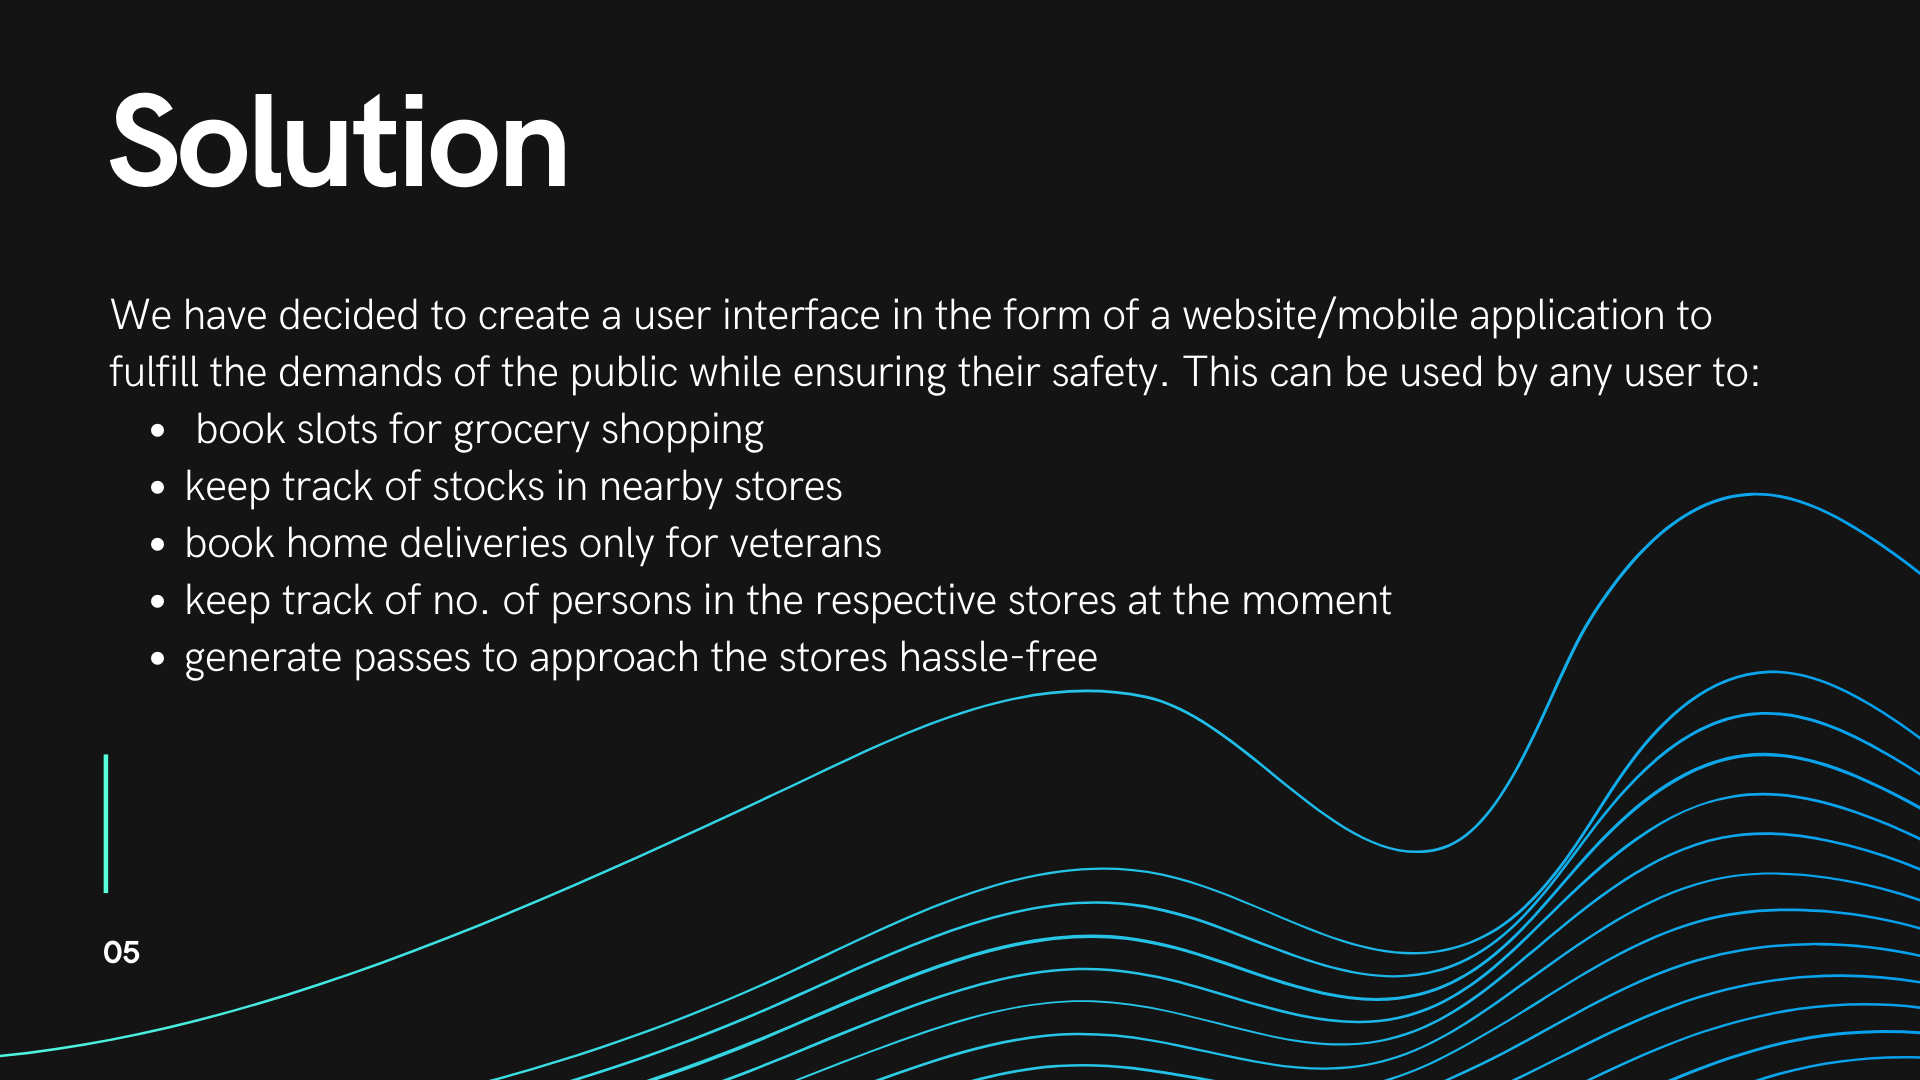 Solution
We have decided to create a user interface in the form of a website/mobile application to
fulfill the demands of the public while ensuring their safety. This can be used by any user to:
• book slots for grocery shopping
• keep track of stocks in nearby stores
• book home deliveries only for veterans
• keep track of no. of persons in the respective stores at the moment
• generate passes to approach the stores hassle-free
05